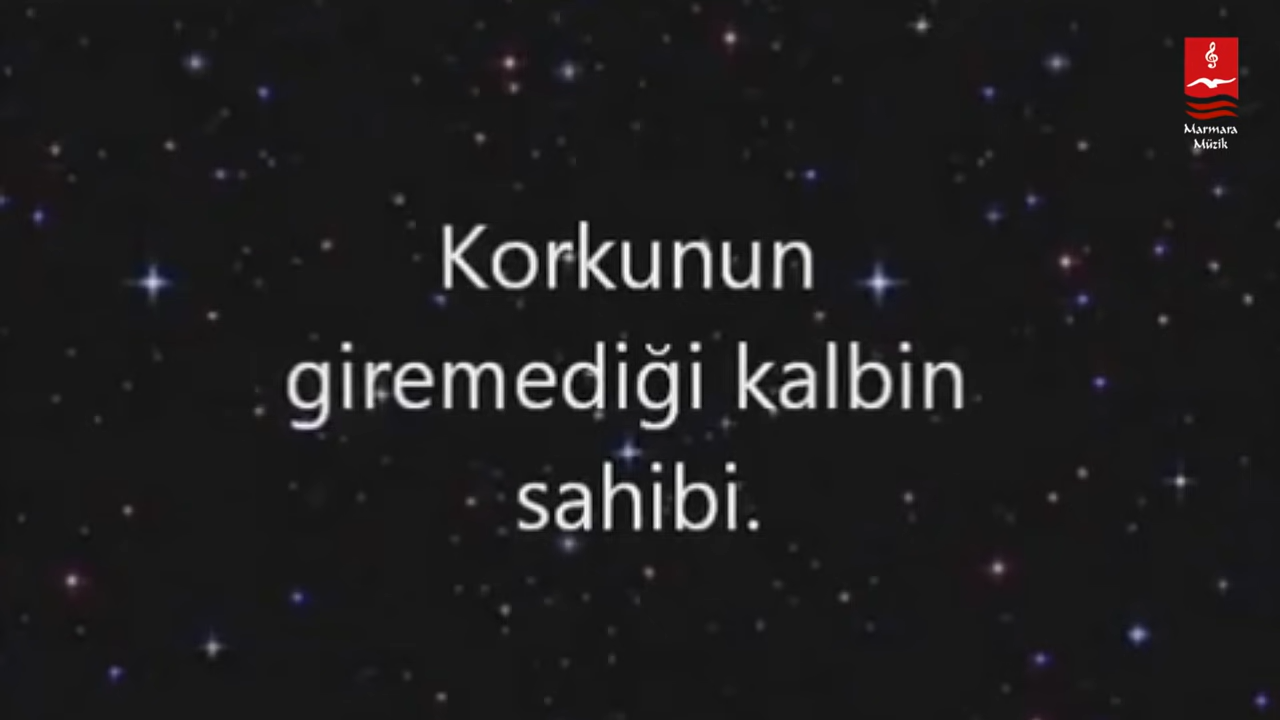 Marmara
Müzik
Korkunun
giremediği kalbin
sahibi.